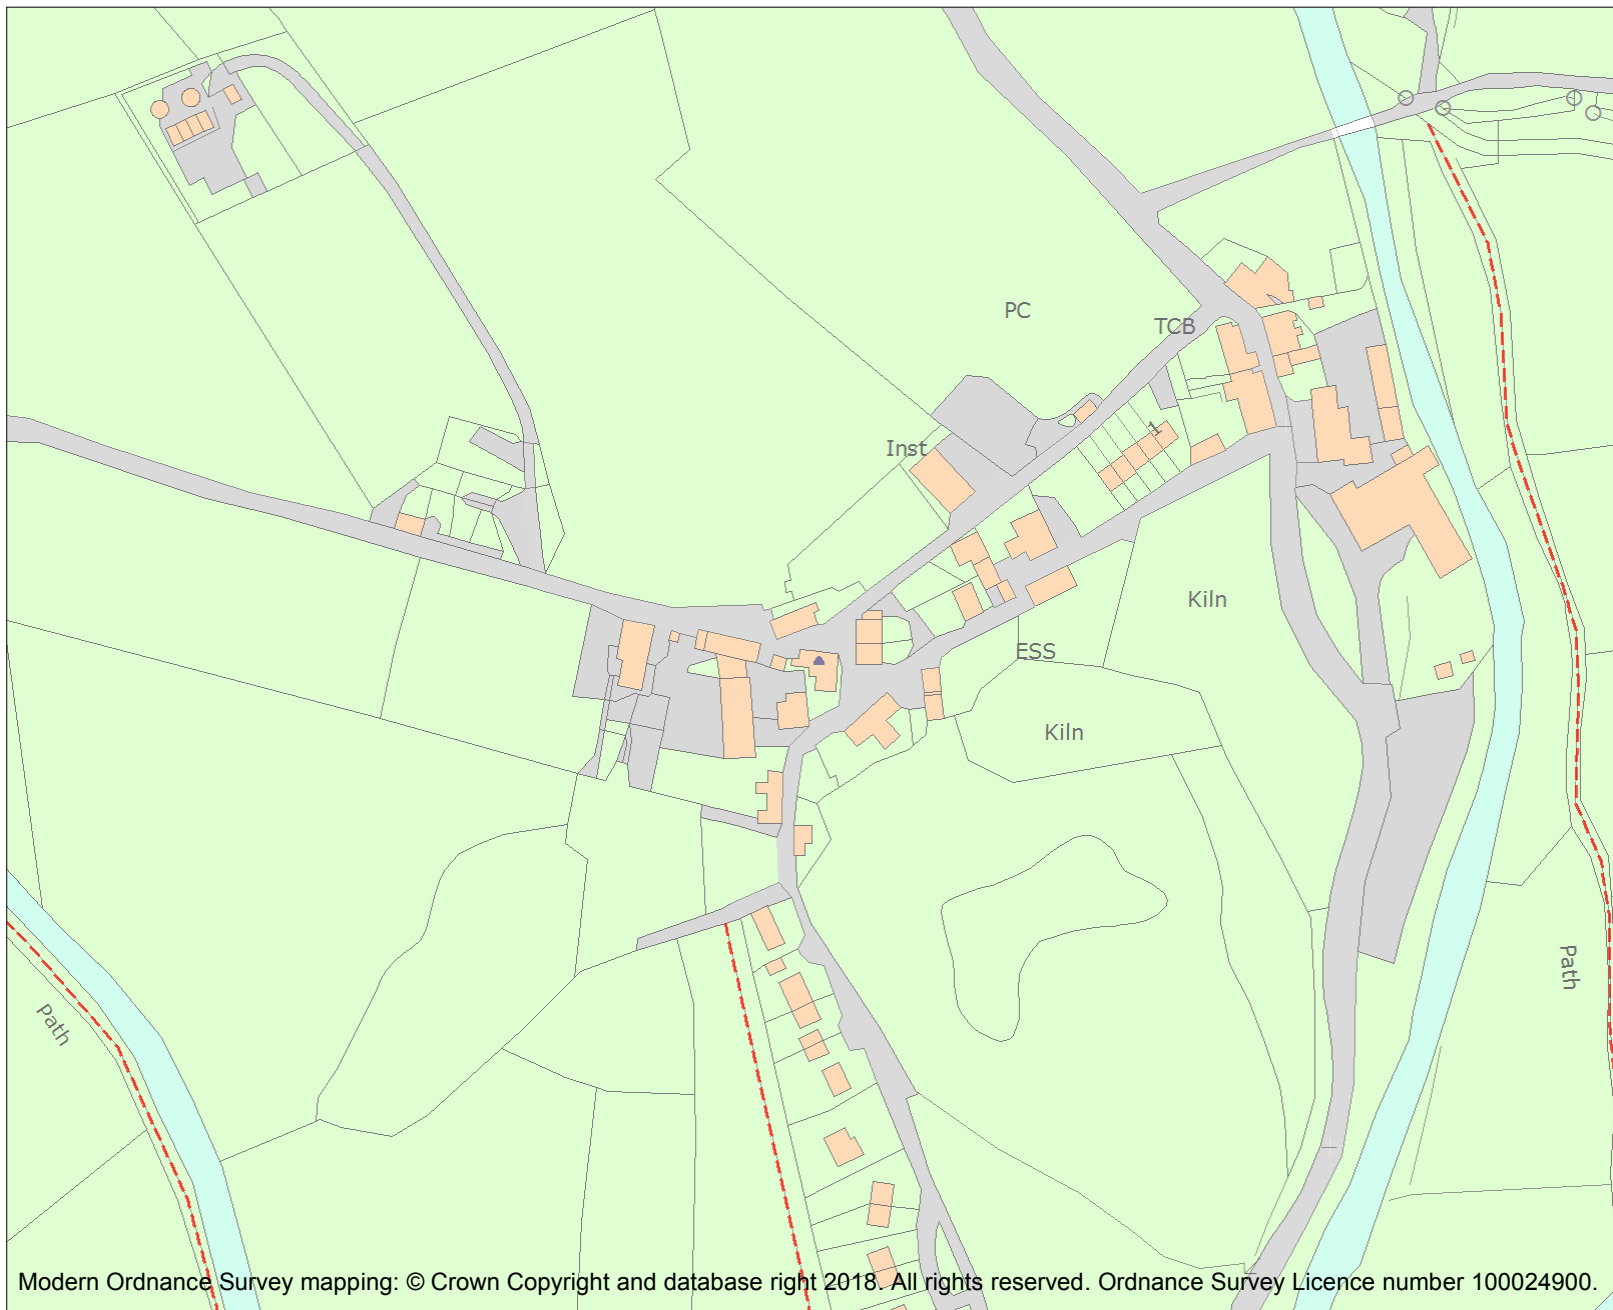 PC
TCB
1
Inst
Kiln
ESS
Kiln
Path
Path
Modern Ordnance Survey mapping: © Crown Copyright and database right 2018. All rights reserved. Ordnance Survey Licence number 100024900.